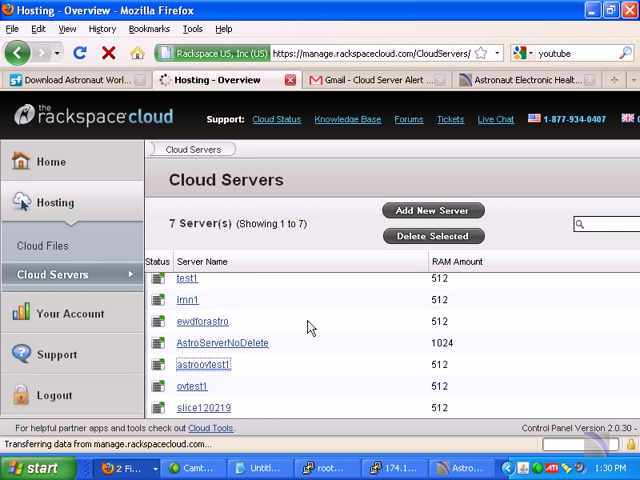 Hosting - Overview - Mozilla Firefox
File Edit View History Bookmarks Tools Help
Rackspace US, Inc (US) https://manage.rackspacecloud.com/CloudServers/ youtube
Download Astronaut Worl... Hosting - Overview Gmail - Cloud Server Alert ... Astronaut Electronic Healt...
the rackspacecloud Support: Cloud Status Knowledge Base Forums Tickets Live Chat 1-877-934-0407 0
Home
Hosting
Cloud Files
Cloud Servers
Your Account
Support
Logout
Cloud Servers
Cloud Servers
7 Server(s) (Showing 1 to 7) Add New Server
Delete Selected
Status Server Name RAM Amount
test1 512
lmn1 512
ewdforastro 512
AstroServerNoDelete 1024
astroovtest1 512
ovtest1 512
slice120219 512
For helpful partner apps and tools check out Cloud Tools. Control Panel Version 2.0.30 -
Transferring data from manage.rackspacecloud.com...
start 2 Fi... Camt... Untitl... root... 174.1... Astro... ATI 1:30 PM